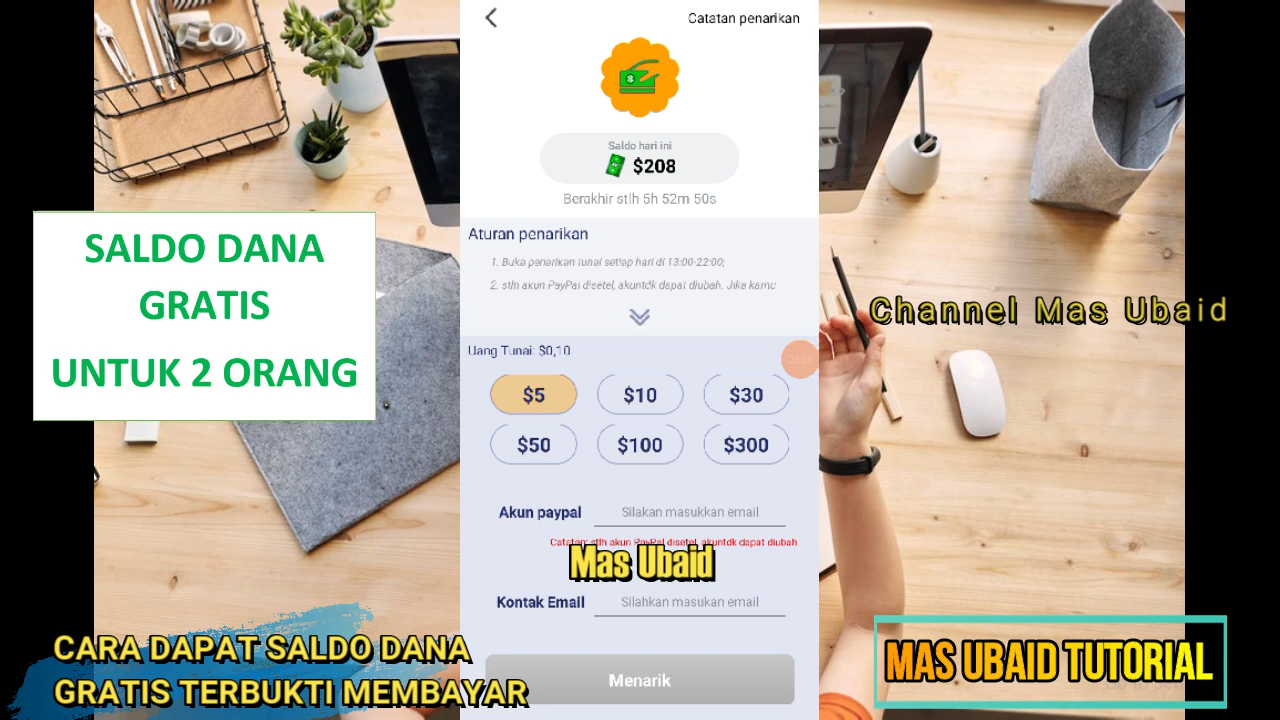 Catatan penarikan
Saldo hari ini
$208
Berakhir stlh 5h 52m 50s
Aturan penarikan
1. Buka penarikan tunai setiap hari di 13:00-22:00;
2. stlh akun PayPal disetel, akuntdk dapat diubah. Jika kamu
Uang Tunai: $0,10
$5 $10 $30
$50 $100 $300
Akun paypal Silakan masukkan email
Catatan: stlh akun PayPal disetel, akuntdk dapat diubah
Mas Ubaid
Kontak Email Silahkan masukan email
Menarik
SALDO DANA
GRATIS
UNTUK 2 ORANG
Channel Mas Ubaid
CARA DAPAT SALDO DANA
GRATIS TERBUKTI MEMBAYAR
MAS UBAID TUTORIAL